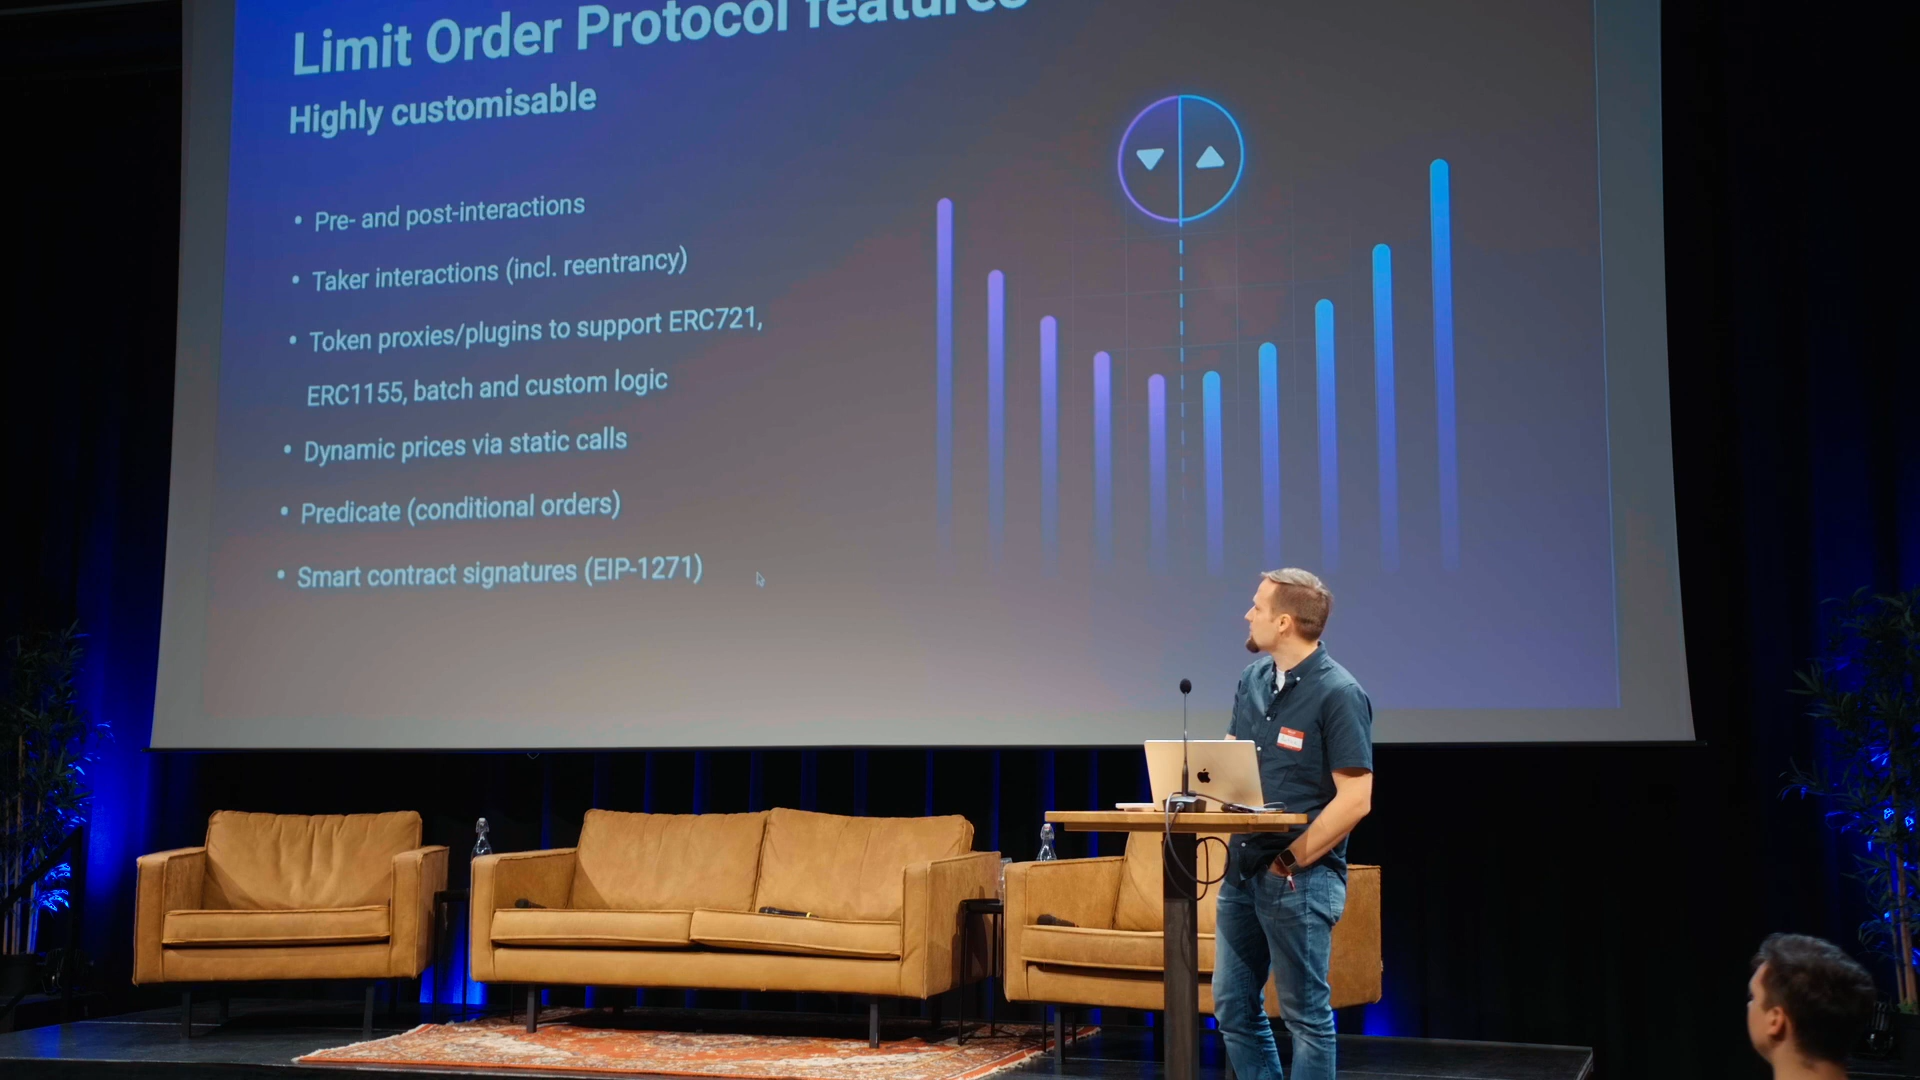 Limit Order Protocol features
Highly customisable
• Pre- and post-interactions
• Taker interactions (incl. reentrancy)
• Token proxies/plugins to support ERC721,
ERC1155, batch and custom logic
• Dynamic prices via static calls
• Predicate (conditional orders)
• Smart contract signatures (EIP-1271)